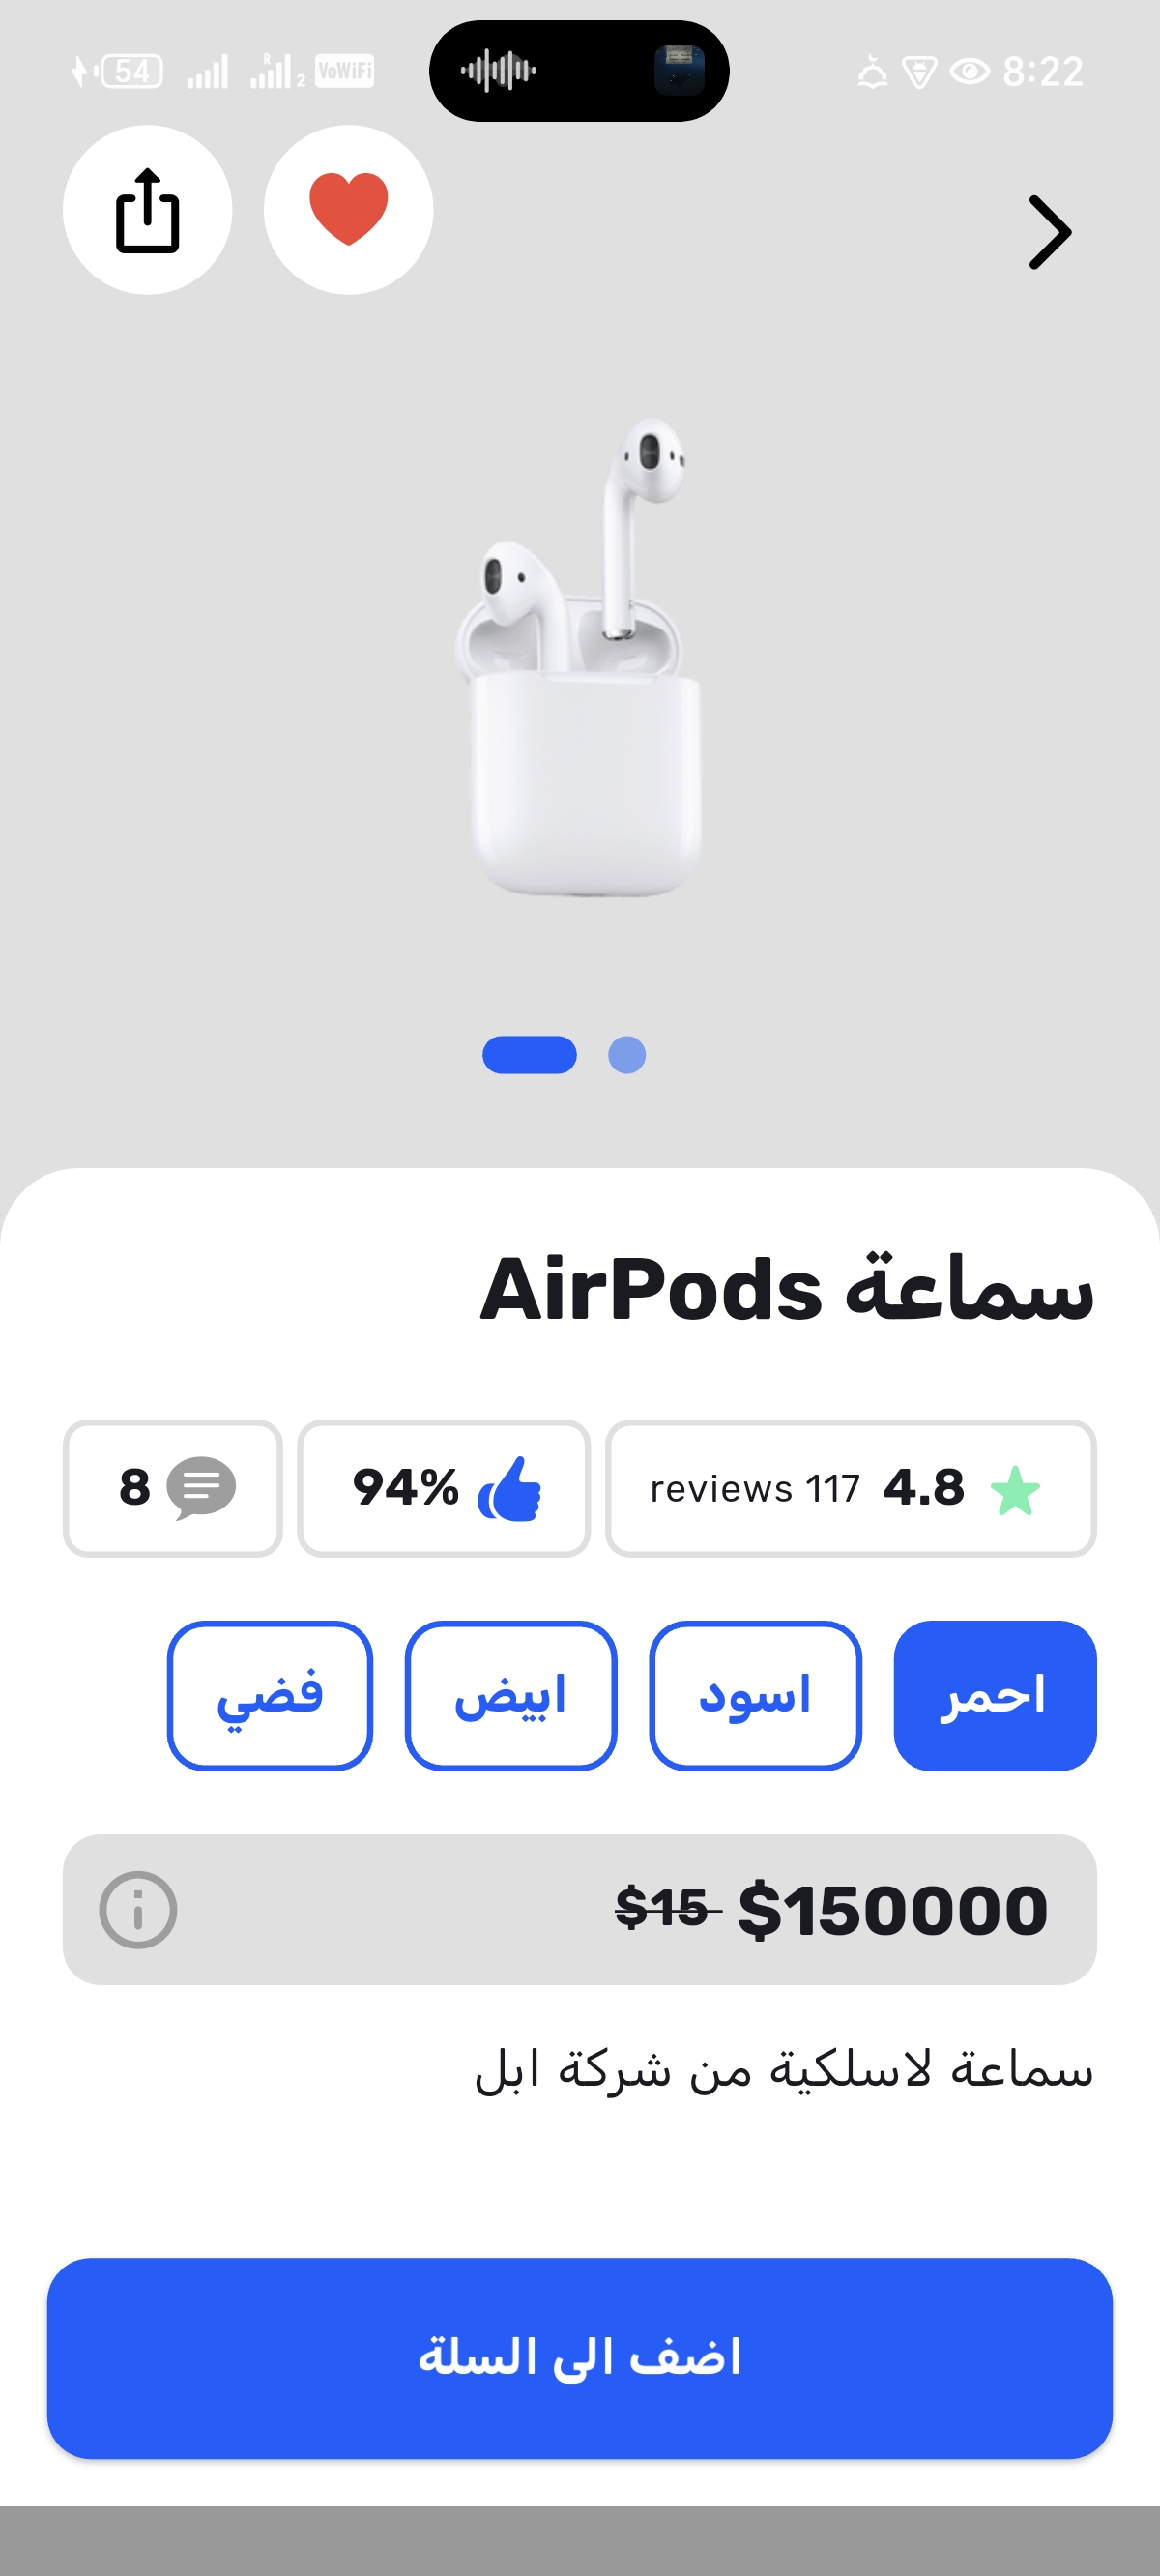 8:22
VoWiFi
R
2
54
سماعة AirPods
4.8 reviews 117
94%
8
احمر
اسود
ابيض
فضي
$150000 $15
سماعة لاسلكية من شركة ابل
اضف الى السلة